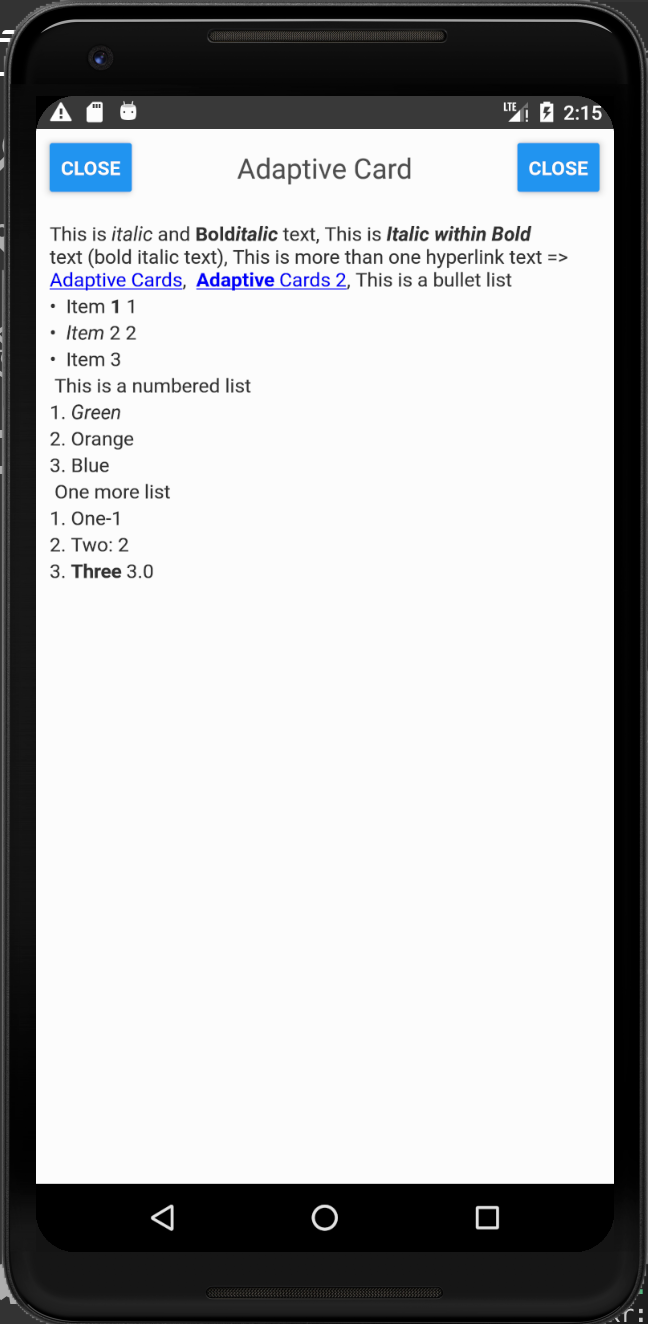 LTE 2:15
CLOSE Adaptive Card CLOSE
This is italic and Bolditalic text, This is Italic within Bold
text (bold italic text), This is more than one hyperlink text =>
Adaptive Cards, Adaptive Cards 2, This is a bullet list
• Item 1 1
• Item 2 2
• Item 3
This is a numbered list
1. Green
2. Orange
3. Blue
One more list
1. One-1
2. Two: 2
3. Three 3.0